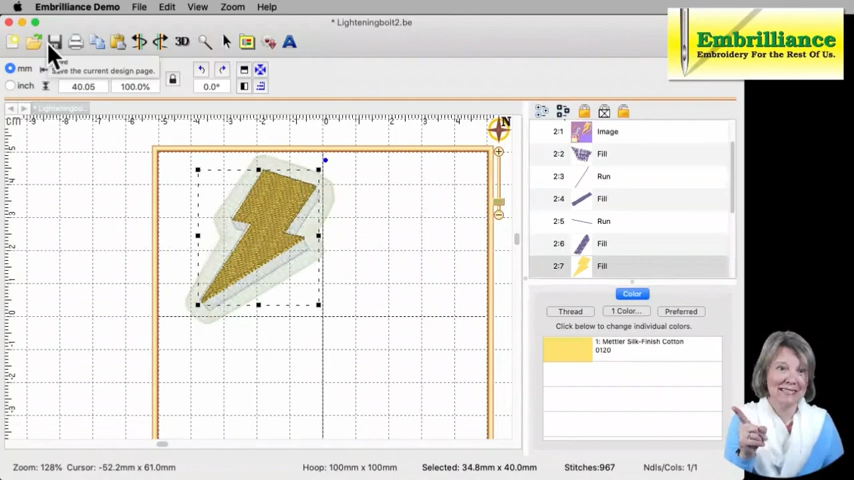 Embrilliance Demo File Edit View Zoom Help
* Lighteningbolt2.be
Embrilliance
Embroidery For the Rest Of Us.
3D
A
Save the current design page.
mm
inch
40.05
100.0%
0.0°
* Lighteningbo
cm
N
2:1 Image
2:2 Fill
2:3 Run
2:4 Fill
2:5 Run
2:6 Fill
2:7 Fill
Color
Thread
1 Color...
Preferred
Click below to change individual colors.
1: Mettler Silk-Finish Cotton
0120
Zoom: 128% Cursor: -52.2mm x 61.0mm
Hoop: 100mm x 100mm
Selected: 34.8mm x 40.0mm
Stitches:967
Ndls/Cols: 1/1